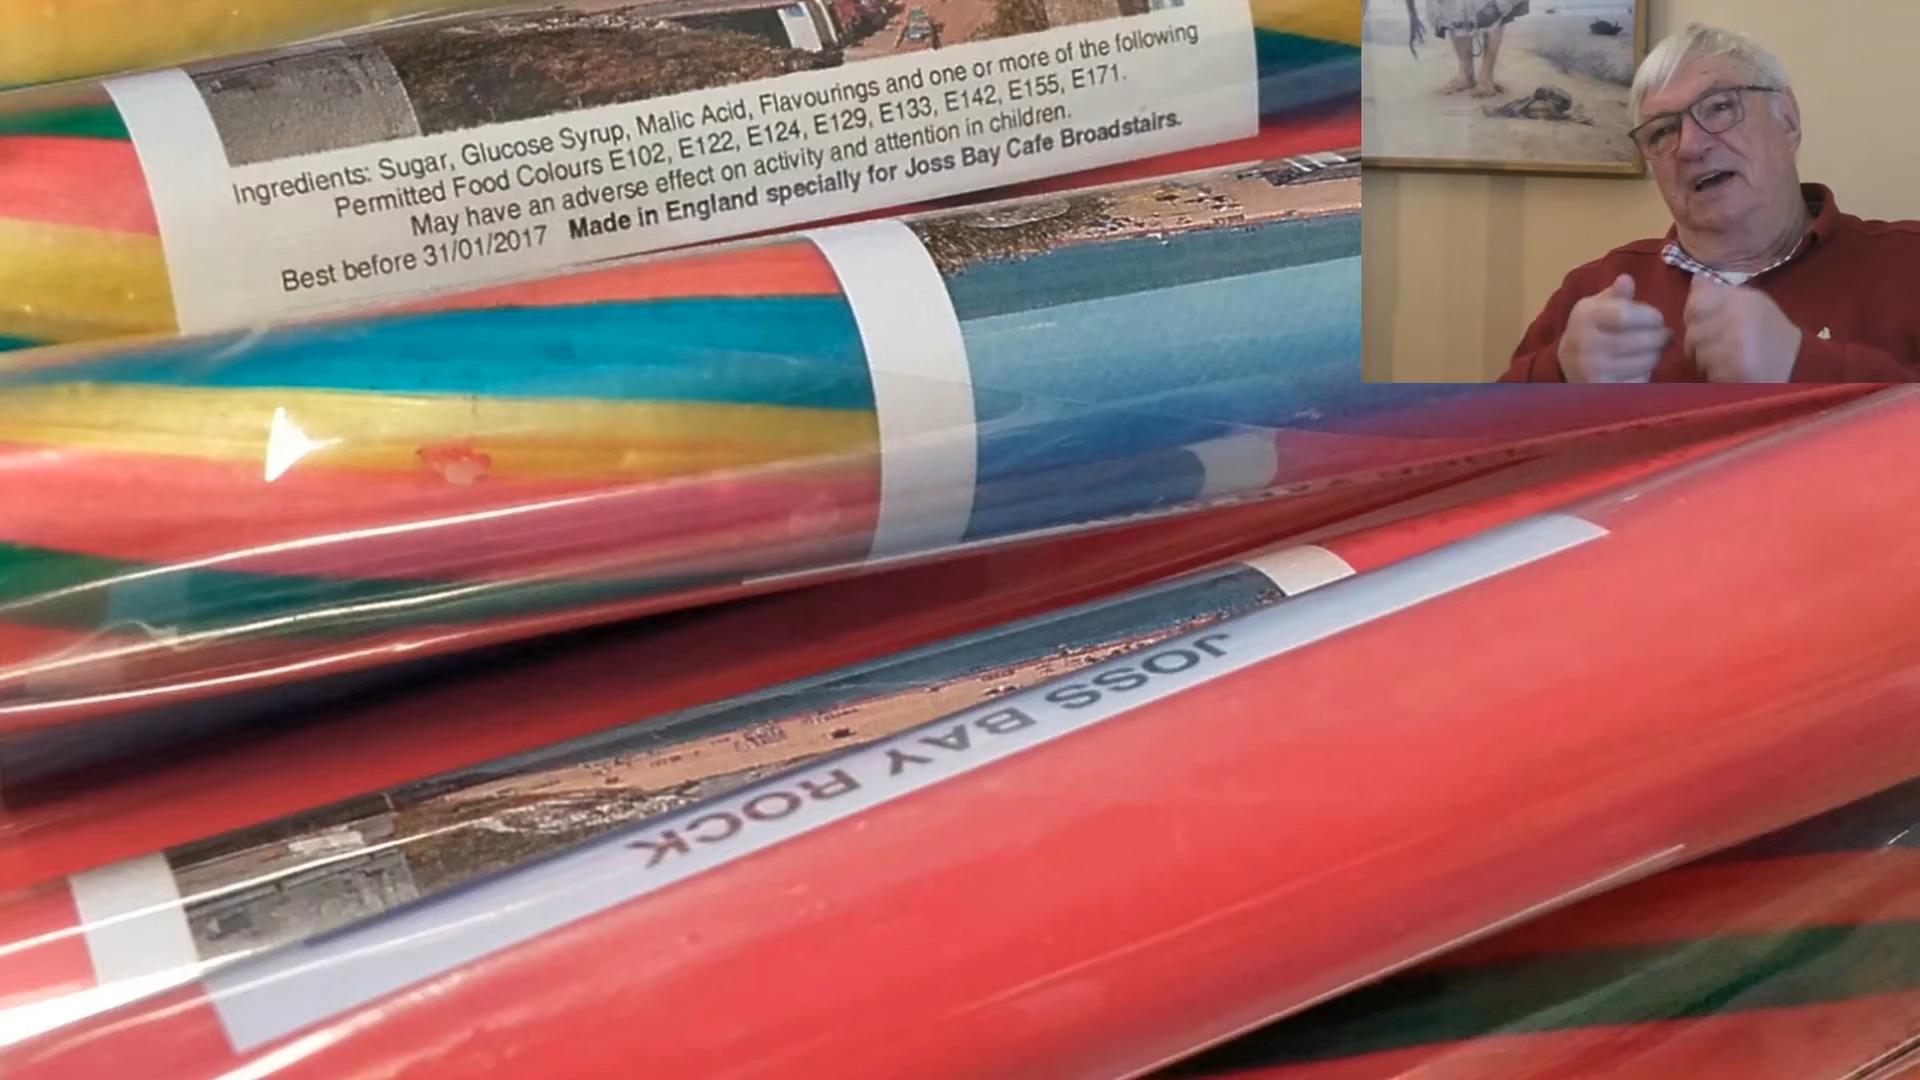 Ingredients: Sugar, Glucose Syrup, Malic Acid, Flavourings and one or more of the following
Permitted Food Colours E102, E122, E124, E129, E133, E142, E155, E171.
May have an adverse effect on activity and attention in children.
Best before 31/01/2017 Made in England specially for Joss Bay Cafe Broadstairs.
JOSS BAY ROCK